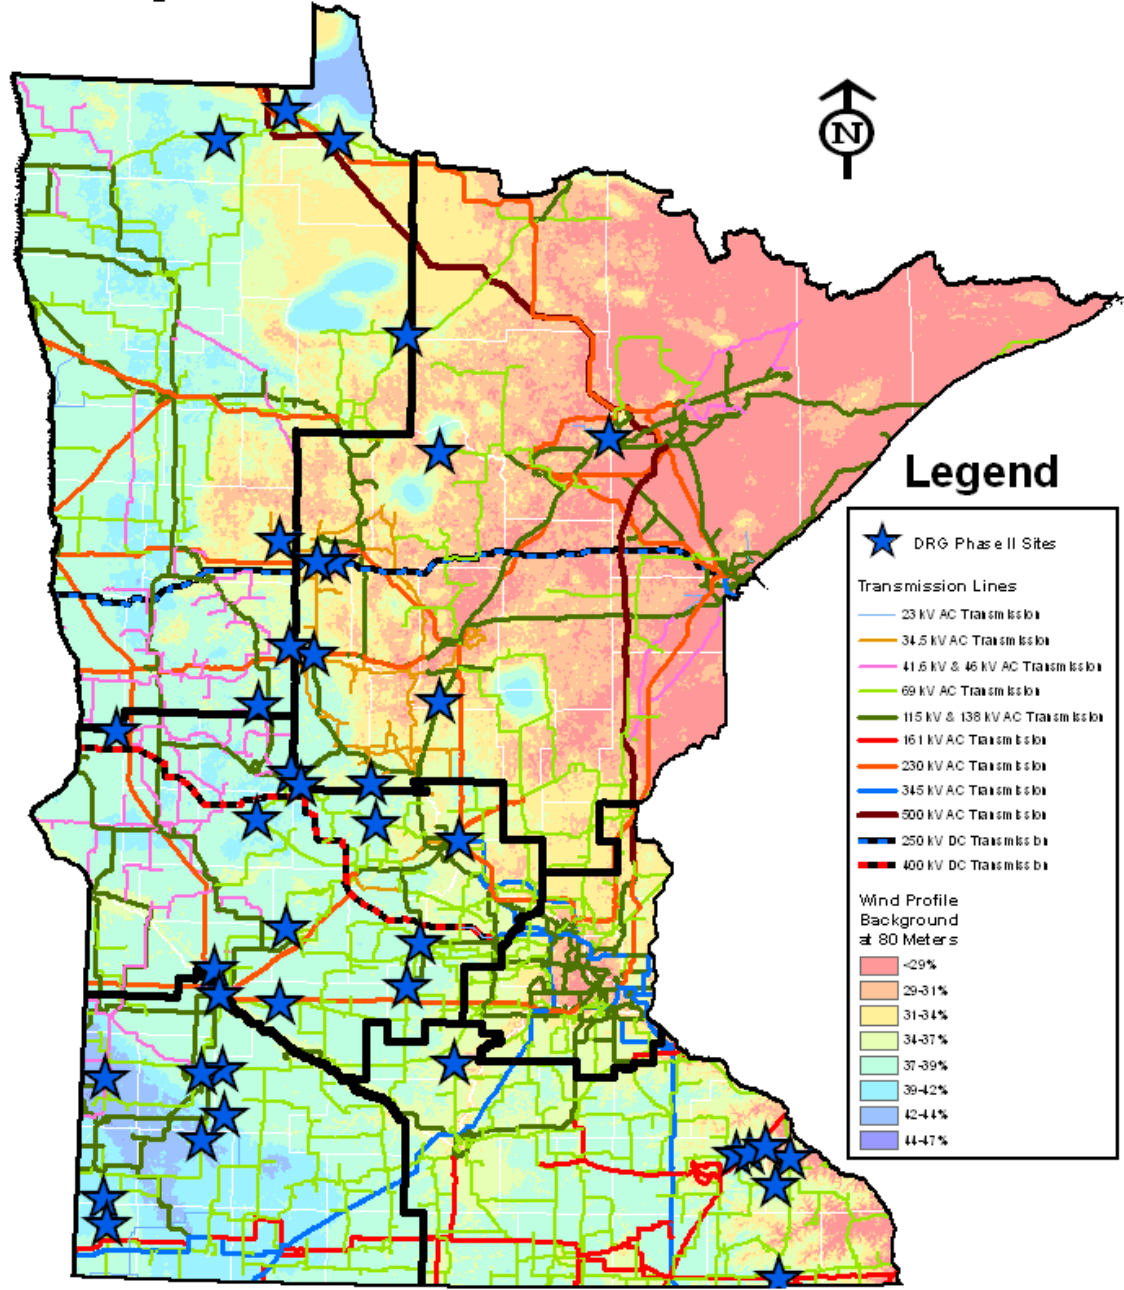 N
Legend
DRG Phase II Sites
Transmission Lines
23 kV AC Transmission
34.5 kV AC Transmission
41.6 kV & 46 kV AC Transmission
69 kV AC Transmission
115 kV & 138 kV AC Transmission
161 kV AC Transmission
230 kV AC Transmission
345 kV AC Transmission
500 kV AC Transmission
250 kV DC Transmission
400 kV DC Transmission
Wind Profile
Background
at 80 Meters
<29%
29-31%
31-34%
34-37%
37-39%
39-42%
42-44%
44-47%